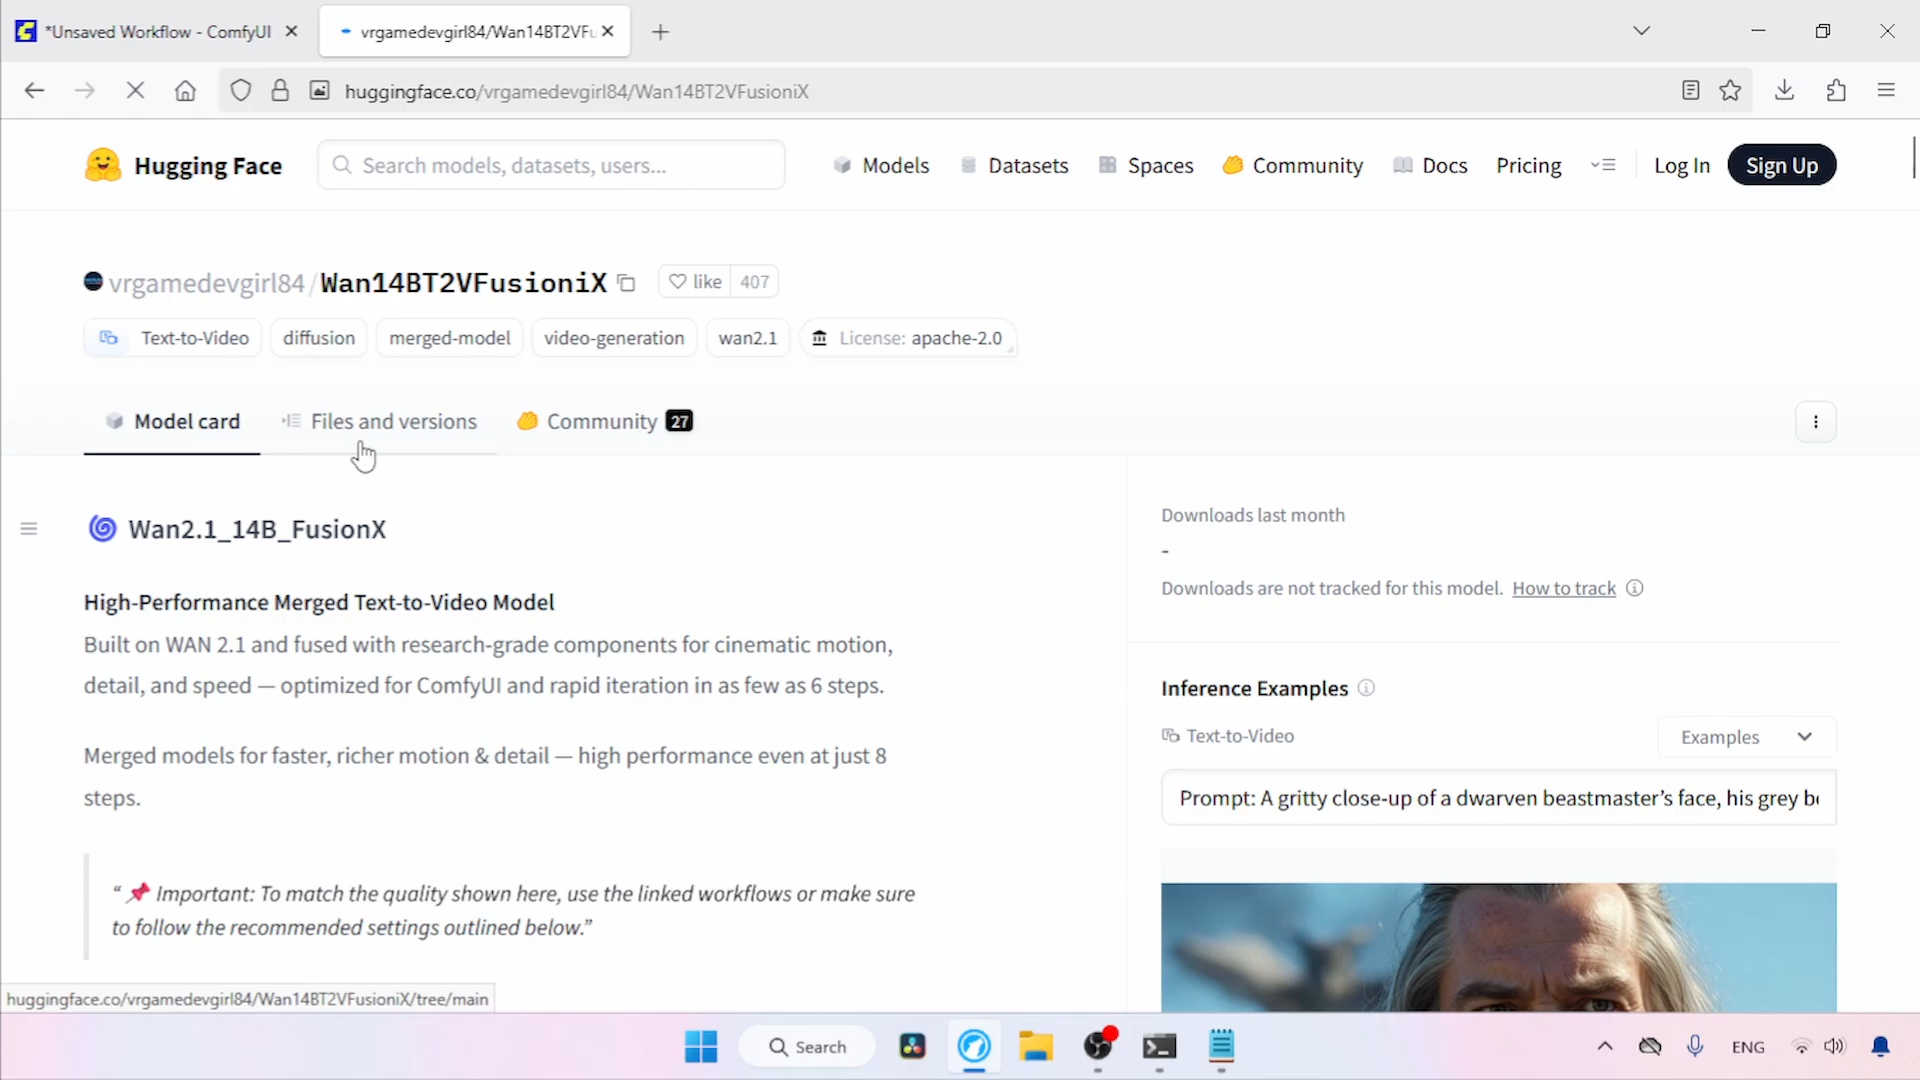 *Unsaved Workflow - ComfyUI
vrgamedevgirl84/Wan14BT2VFu
huggingface.co/vrgamedevgirl84/Wan14BT2VFusioniX
Hugging Face
Search models, datasets, users...
Models
Datasets
Spaces
Community
Docs
Pricing
Log In
Sign Up
vrgamedevgirl84/Wan14BT2VFusioniX
like
407
Text-to-Video
diffusion
merged-model
video-generation
wan2.1
License: apache-2.0
Model card
Files and versions
Community 27
Wan2.1_14B_FusionX
High-Performance Merged Text-to-Video Model
Built on WAN 2.1 and fused with research-grade components for cinematic motion,
detail, and speed — optimized for ComfyUI and rapid iteration in as few as 6 steps.
Merged models for faster, richer motion & detail — high performance even at just 8
steps.
“ 📌 Important: To match the quality shown here, use the linked workflows or make sure
to follow the recommended settings outlined below.”
Downloads last month
-
Downloads are not tracked for this model. How to track
Inference Examples
Text-to-Video
Examples
Prompt: A gritty close-up of a dwarven beastmaster’s face, his grey
huggingface.co/vrgamedevgirl84/Wan14BT2VFusioniX/tree/main
Search
ENG